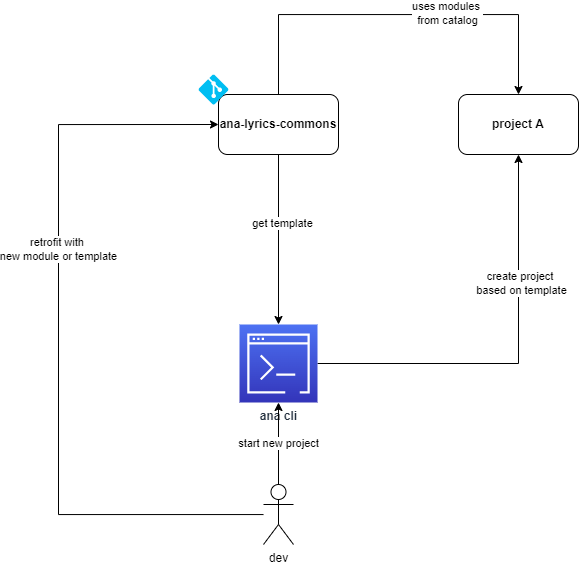 uses modules
from catalog
ana-lyrics-commons
project A
get template
retrofit with
new module or template
create project
based on template
ana cli
start new project
dev